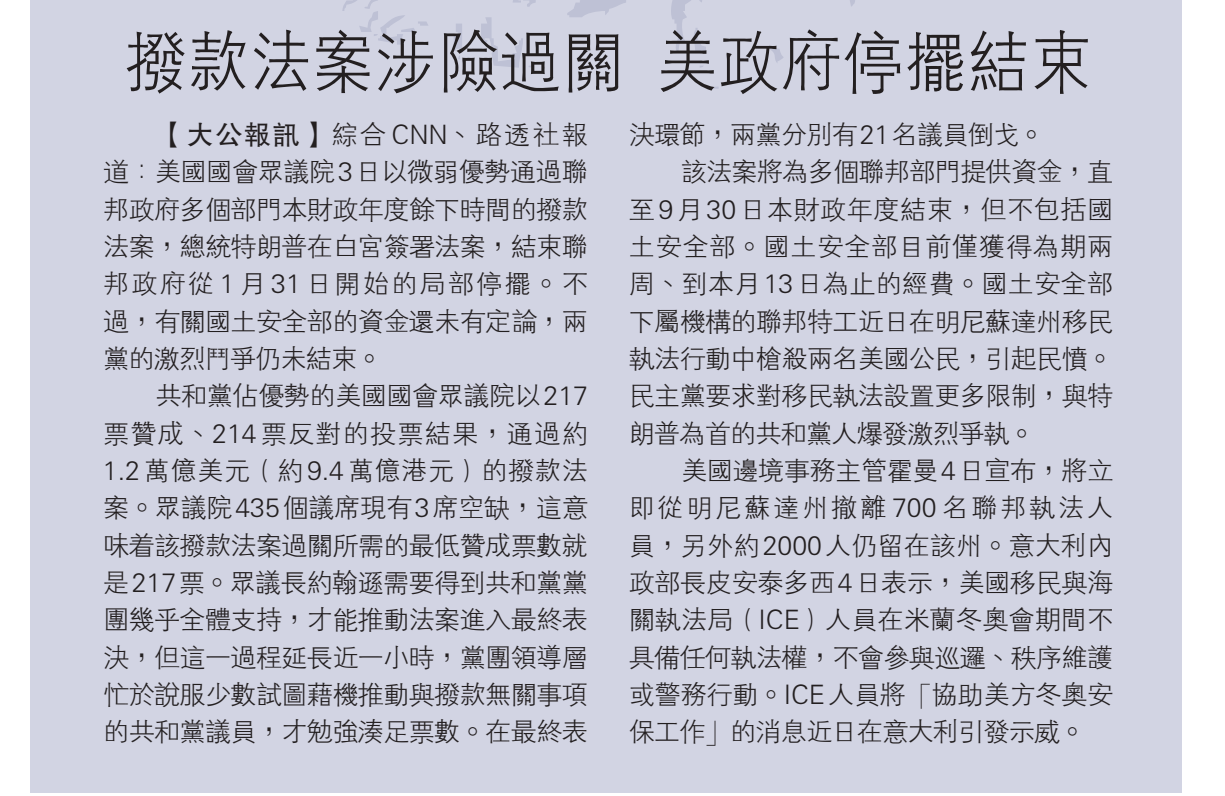 撥款法案涉險過關 美政府停擺結束
【大公報訊】綜合CNN、路透社報
道：美國國會眾議院3日以微弱優勢通過聯
邦政府多個部門本財政年度餘下時間的撥款
法案，總統特朗普在白宮簽署法案，結束聯
邦政府從1月31日開始的局部停擺。不
過，有關國土安全部的資金還未有定論，兩
黨的激烈鬥爭仍未結束。
共和黨佔優勢的美國國會眾議院以217
票贊成、214票反對的投票結果，通過約
1.2萬億美元（約9.4萬億港元）的撥款法
案。眾議院435個議席現有3席空缺，這意
味着該撥款法案過關所需的最低贊成票數就
是217票。眾議長約翰遜需要得到共和黨黨
團幾乎全體支持，才能推動法案進入最終表
決，但這一過程延長近一小時，黨團領導層
忙於說服少數試圖藉機推動與撥款無關事項
的共和黨議員，才勉強湊足票數。在最終表
決環節，兩黨分別有21名議員倒戈。
該法案將為多個聯邦部門提供資金，直
至9月30日本財政年度結束，但不包括國
土安全部。國土安全部目前僅獲得為期兩
周、到本月13日為止的經費。國土安全部
下屬機構的聯邦特工近日在明尼蘇達州移民
執法行動中槍殺兩名美國公民，引起民憤。
民主黨要求對移民執法設置更多限制，與特
朗普為首的共和黨人爆發激烈爭執。
美國邊境事務主管霍曼4日宣布，將立
即從明尼蘇達州撤離700名聯邦執法人
員，另外約2000人仍留在該州。意大利內
政部長皮安泰多西4日表示，美國移民與海
關執法局（ICE）人員在米蘭冬奧會期間不
具備任何執法權，不會參與巡邏、秩序維護
或警務行動。ICE人員將「協助美方冬奧安
保工作」的消息近日在意大利引發示威。